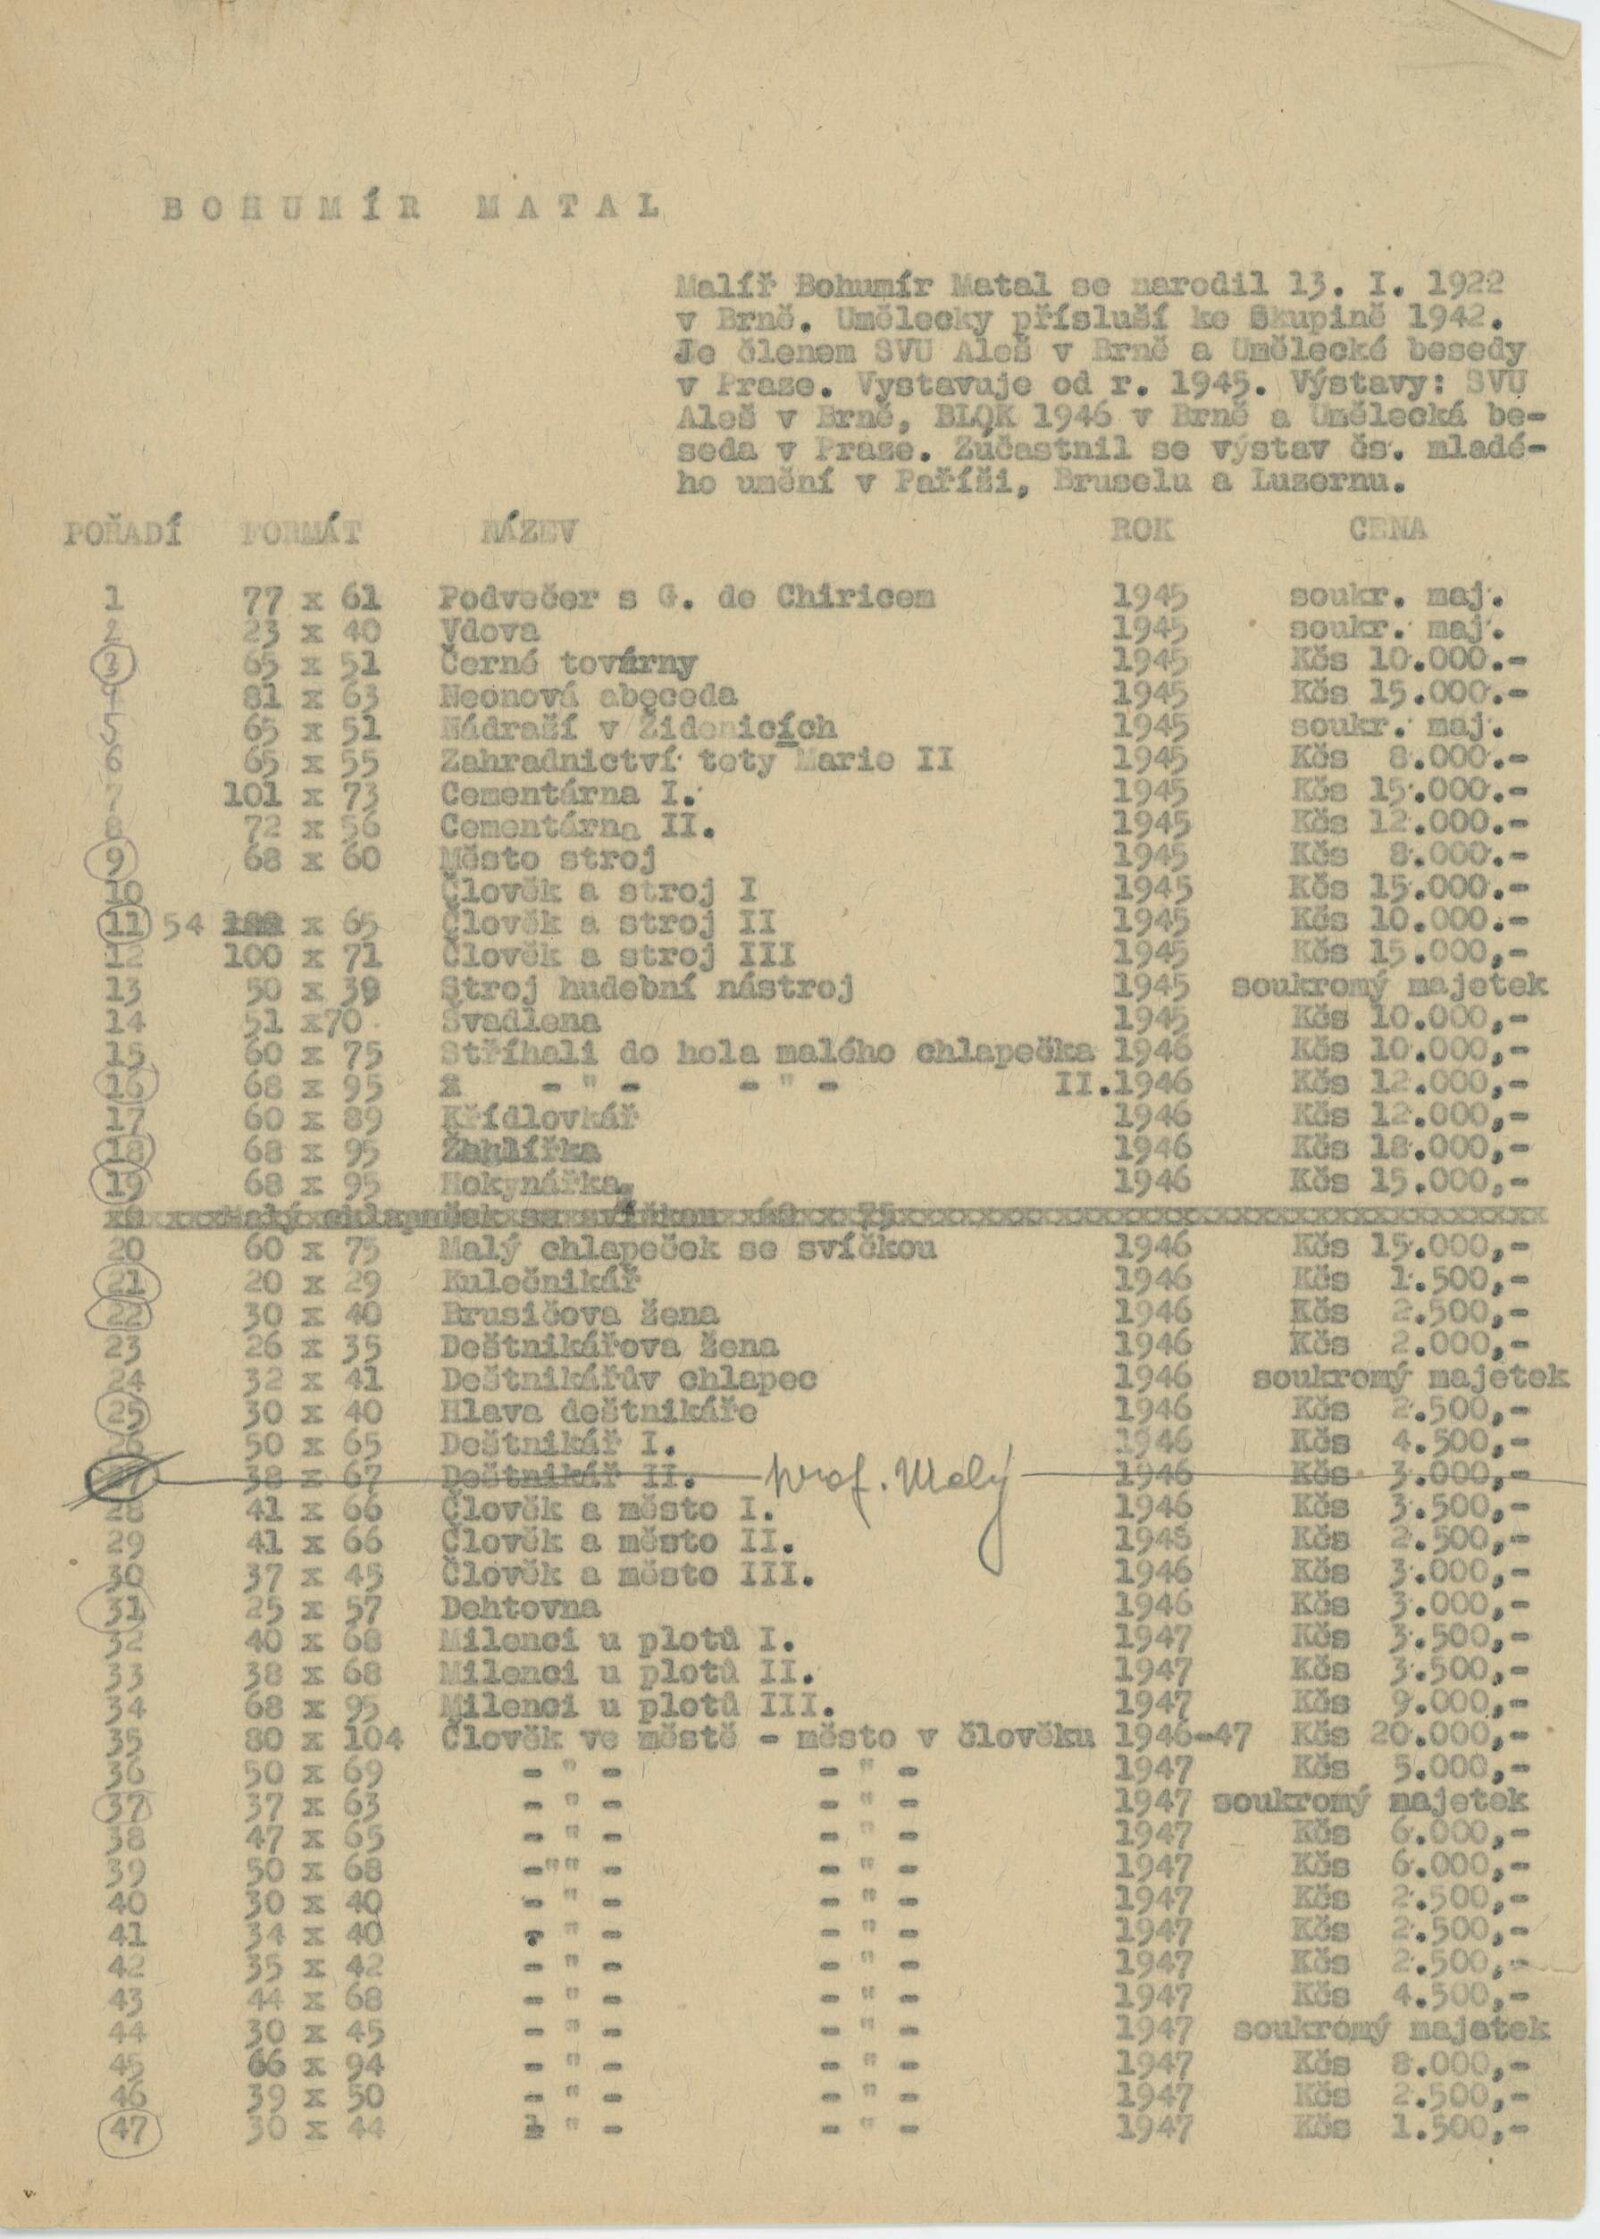 BOHUMÍR MATAL
Malíř Bohumír Matal se narodil 13. I. 1922
v Brně. Umělecky přísluší ke Skupině 1942.
Je členem SVU Aleš v Brně a Umělecké besedy
v Praze. Vystavuje od r. 1945. Výstavy: SVU
Aleš v Brně, BLOK 1946 v Brně a Umělecká be-
seda v Praze. Zúčastnil se výstav čs. mladé-
ho umění v Paříži, Bruselu a Luzernu.
POŘADÍ FORMÁT NÁZEV ROK CENA
1 77 x 61 Podvečer s G. de Chiricem 1945 soukr. maj.
2 23 x 40 Vdova 1945 soukr. maj.
3 65 x 51 Černé továrny 1945 Kčs 10.000.-
4 81 x 63 Neonová abeceda 1945 Kčs 15.000.-
5 65 x 51 Nádraží v Židenicích 1945 soukr. maj.
6 65 x 55 Zahradnictví tety Marie II 1945 Kčs 8.000.-
7 101 x 73 Cementárna I. 1945 Kčs 15.000.-
8 72 x 56 Cementárna II. 1945 Kčs 12.000.-
9 68 x 60 Město stroj 1945 Kčs 8.000.-
10 Člověk a stroj I 1945 Kčs 15.000.-
11 54 x 65 Člověk a stroj II 1945 Kčs 10.000.-
12 100 x 71 Člověk a stroj III 1945 Kčs 15.000,-
13 50 x 39 Stroj hudební nástroj 1945 soukromý majetek
14 51 x70 Švadlena 1945 Kčs 10.000,-
15 60 x 75 Stříhali do hola malého chlapečka 1946 Kčs 10.000,-
16 68 x 95 - " - - " - II.1946 Kčs 12.000,-
17 60 x 89 Křídlovkář 1946 Kčs 12.000,-
18 68 x 95 Žehlířka 1946 Kčs 18.000,-
19 68 x 95 Hokynářka 1946 Kčs 15.000,-
Malý chlapeček se svíčkou 60 x 75
20 60 x 75 Malý chlapeček se svíčkou 1946 Kčs 15.000,-
21 20 x 29 Kulečnikář 1946 Kčs 1.500,-
22 30 x 40 Brusičova žena 1946 Kčs 2.500,-
23 26 x 35 Deštnikářova žena 1946 Kčs 2.000,-
24 32 x 41 Deštnikářův chlapec 1946 soukromý majetek
25 30 x 40 Hlava deštnikáře 1946 Kčs 2.500,-
26 50 x 65 Deštnikář I. 1946 Kčs 4.500,-
27 38 x 67 Deštnikář II. prof. Malý 1946 Kčs 3.000,-
28 41 x 66 Člověk a město I. 1946 Kčs 3.500,-
29 41 x 66 Člověk a město II. 1946 Kčs 2.500,-
30 37 x 45 Člověk a město III. 1946 Kčs 3.000,-
31 25 x 57 Dehtovna 1946 Kčs 3.000,-
32 40 x 68 Milenci u plotů I. 1947 Kčs 3.500,-
33 38 x 68 Milenci u plotů II. 1947 Kčs 3.500,-
34 68 x 95 Milenci u plotů III. 1947 Kčs 9.000,-
35 80 x 104 Člověk ve městě - město v člověku 1946-47 Kčs 20.000,-
36 50 x 69 - " - - " - 1947 Kčs 5.000,-
37 37 x 63 - " - - " - 1947 soukromý majetek
38 47 x 65 - " - - " - 1947 Kčs 6.000,-
39 50 x 68 -"" - - " - 1947 Kčs 6.000,-
40 30 x 40 - " - - " - 1947 Kčs 2.500,-
41 34 x 40 - " - - " - 1947 Kčs 2.500,-
42 35 x 42 - " - - " - 1947 Kčs 2.500,-
43 44 x 68 - " - - " - 1947 Kčs 4.500,-
44 30 x 45 - " - - " - 1947 soukromý majetek
45 66 x 94 - " - - " - 1947 Kčs 8.000,-
46 39 x 50 - " - - " - 1947 Kčs 2.500,-
47 30 x 44 - " - - " - 1947 Kčs 1.500,-